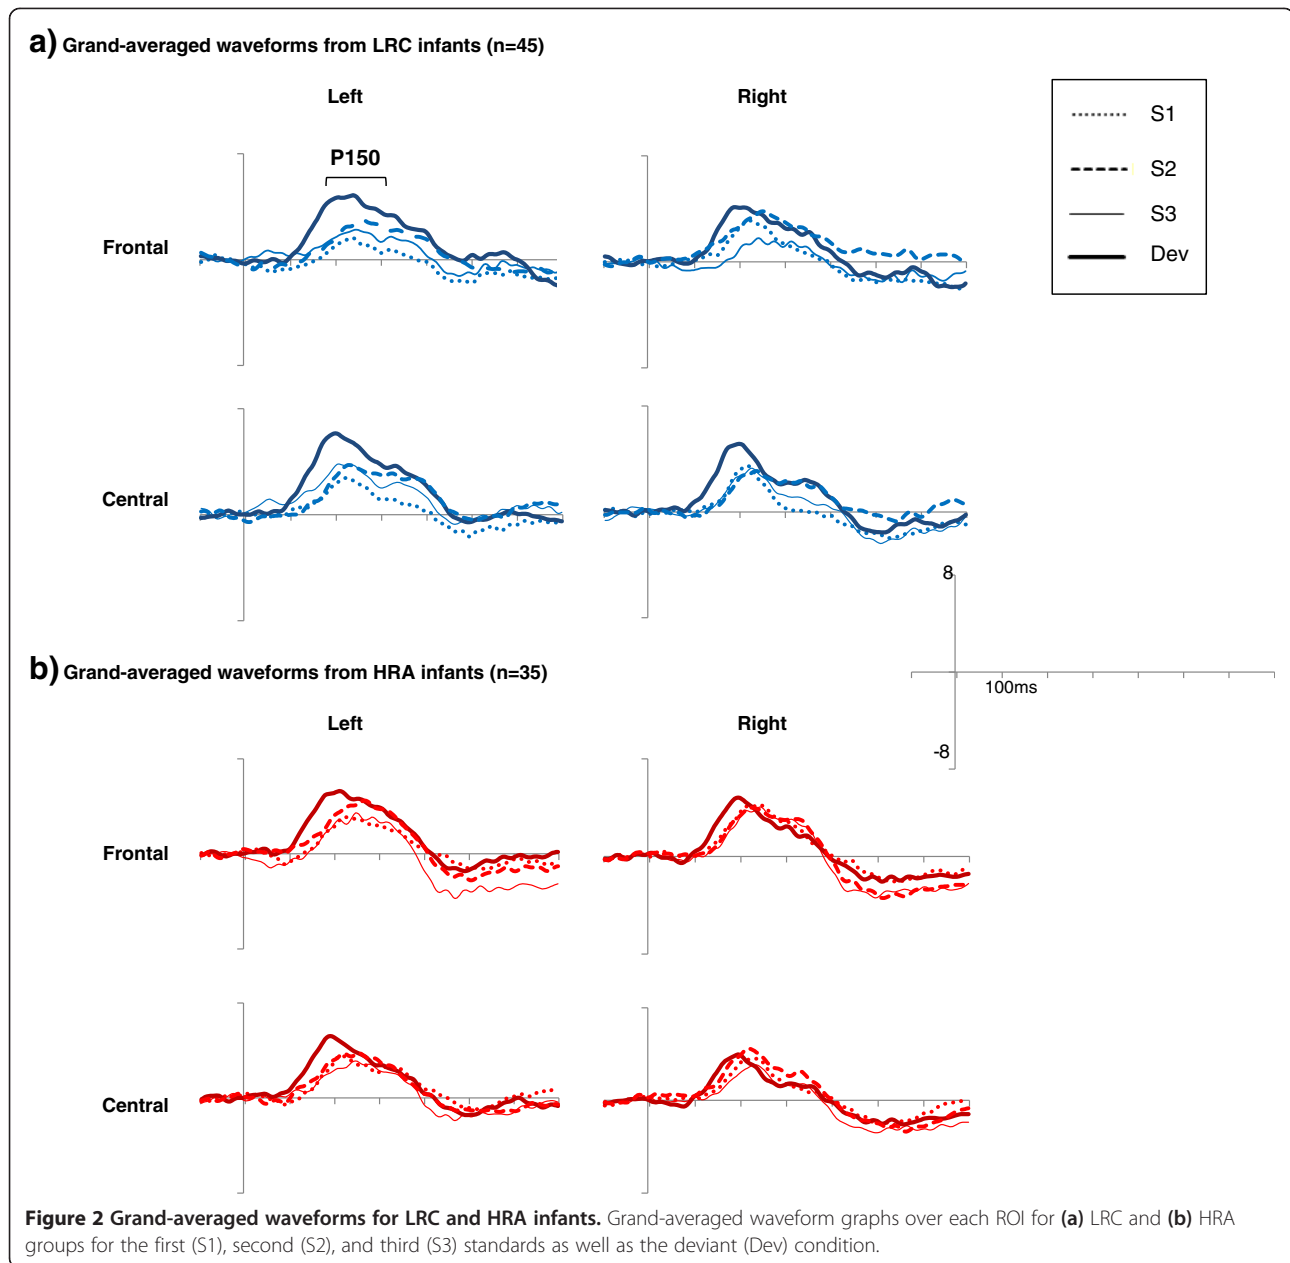 a) Grand-averaged waveforms from LRC infants (n=45)
Left
Right
S1
S2
S3
Dev
P150
Frontal
Central
8
100ms
-8
b) Grand-averaged waveforms from HRA infants (n=35)
Left
Right
Frontal
Central
Figure 2 Grand-averaged waveforms for LRC and HRA infants. Grand-averaged waveform graphs over each ROI for (a) LRC and (b) HRA
groups for the first (S1), second (S2), and third (S3) standards as well as the deviant (Dev) condition.